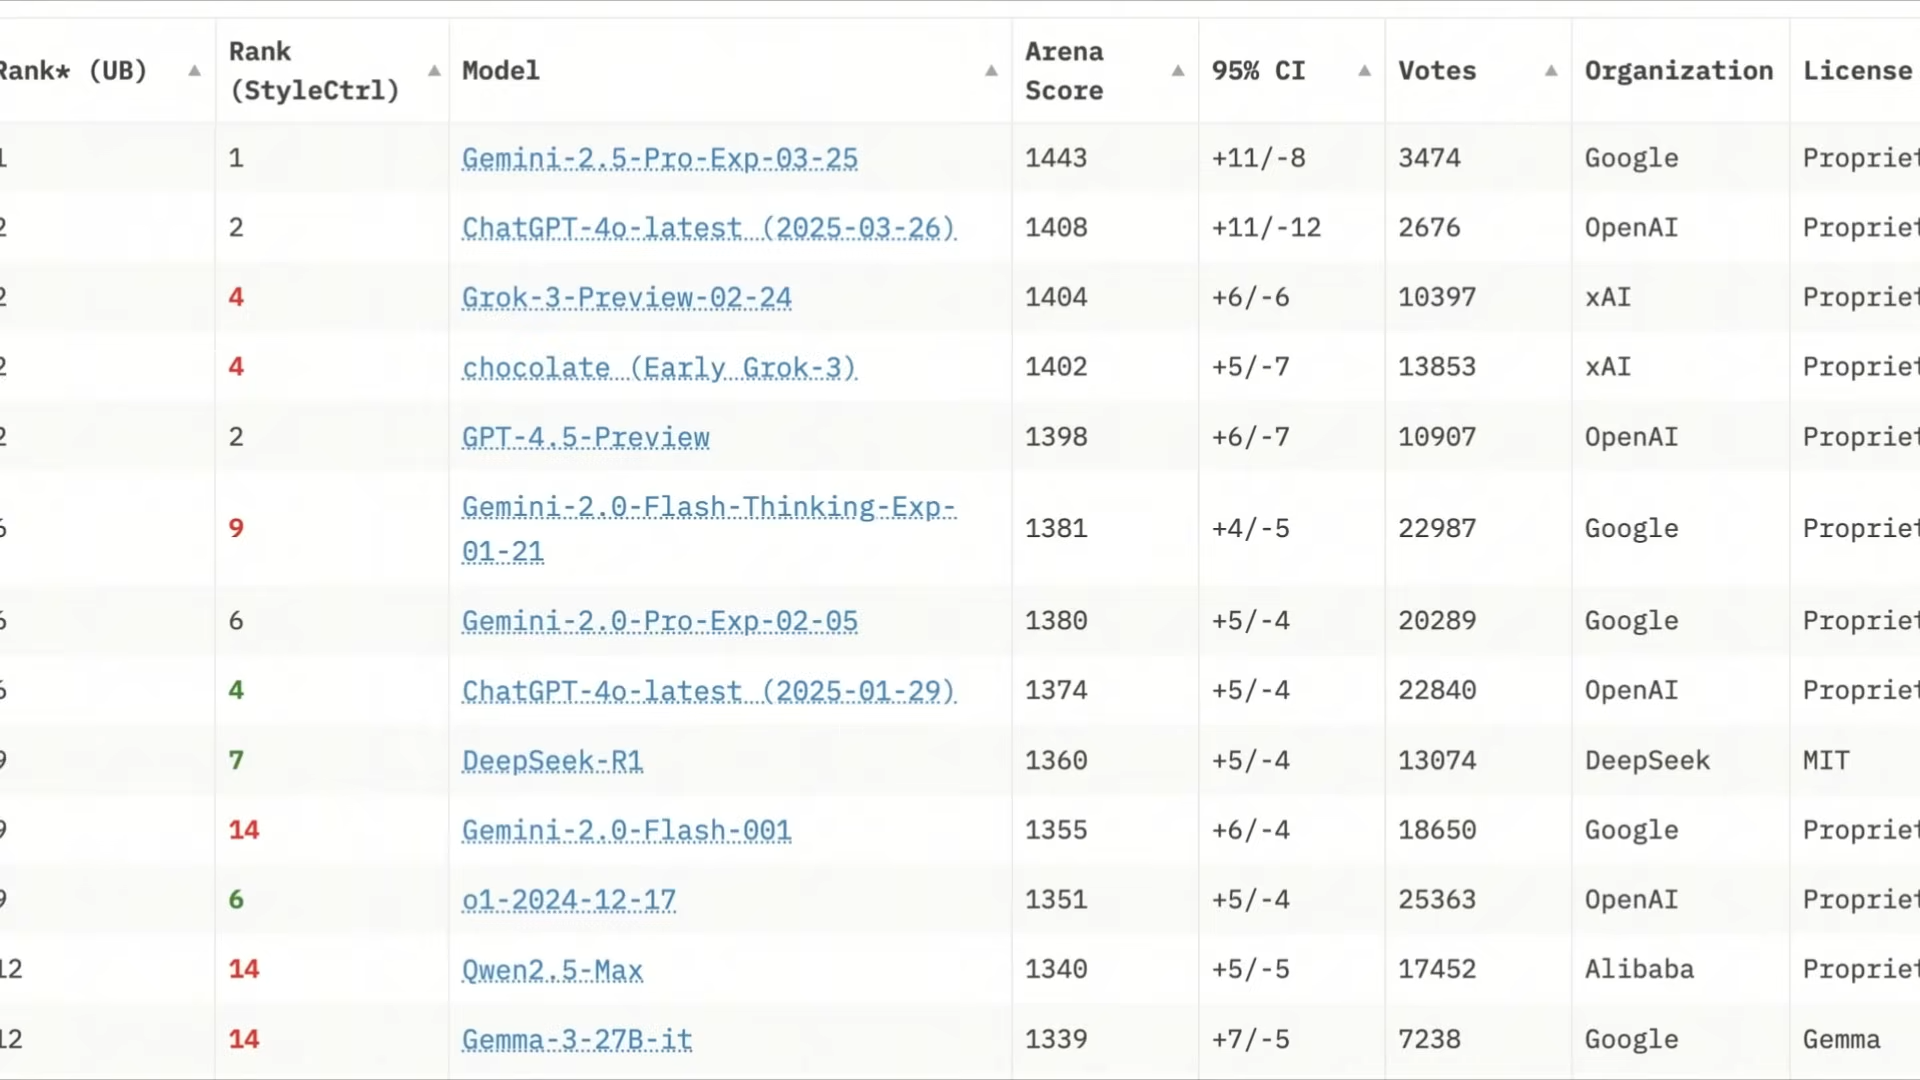 Rank* (UB) Rank (StyleCtrl) Model Arena Score 95% CI Votes Organization License
1 1 Gemini-2.5-Pro-Exp-03-25 1443 +11/-8 3474 Google Propriet
2 2 ChatGPT-4o-latest (2025-03-26) 1408 +11/-12 2676 OpenAI Propriet
2 4 Grok-3-Preview-02-24 1404 +6/-6 10397 xAI Propriet
2 4 chocolate (Early Grok-3) 1402 +5/-7 13853 xAI Propriet
2 2 GPT-4.5-Preview 1398 +6/-7 10907 OpenAI Propriet
6 9 Gemini-2.0-Flash-Thinking-Exp-01-21 1381 +4/-5 22987 Google Propriet
6 6 Gemini-2.0-Pro-Exp-02-05 1380 +5/-4 20289 Google Propriet
6 4 ChatGPT-4o-latest (2025-01-29) 1374 +5/-4 22840 OpenAI Propriet
9 7 DeepSeek-R1 1360 +5/-4 13074 DeepSeek MIT
9 14 Gemini-2.0-Flash-001 1355 +6/-4 18650 Google Propriet
9 6 o1-2024-12-17 1351 +5/-4 25363 OpenAI Propriet
12 14 Qwen2.5-Max 1340 +5/-5 17452 Alibaba Propriet
12 14 Gemma-3-27B-it 1339 +7/-5 7238 Google Gemma